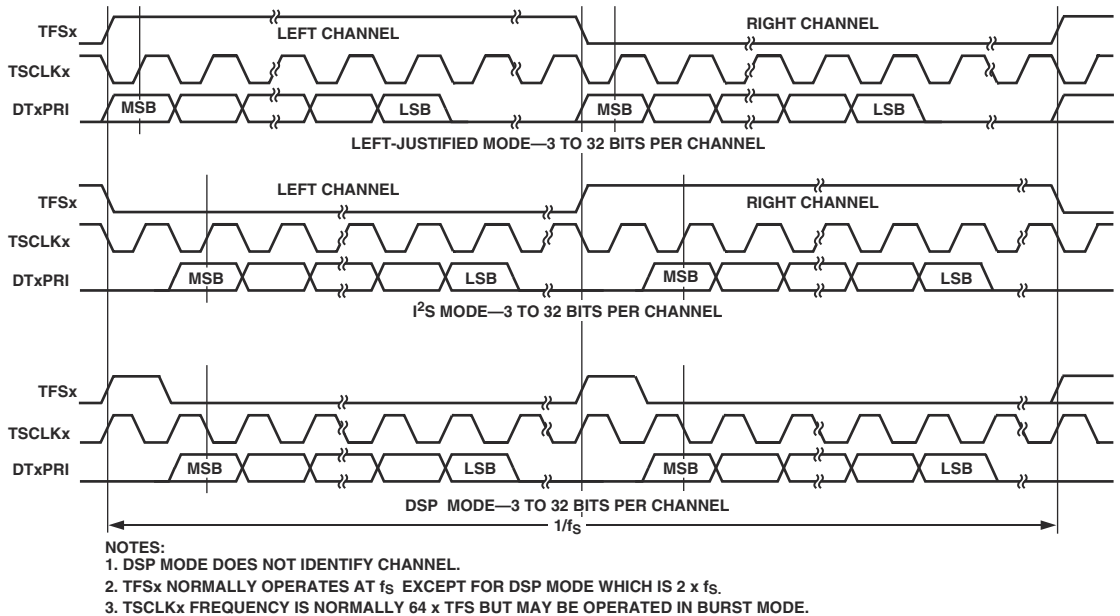 TFSx LEFT CHANNEL RIGHT CHANNEL
TSCLKx
DTxPRI MSB LSB MSB LSB
LEFT-JUSTIFIED MODE—3 TO 32 BITS PER CHANNEL
TFSx LEFT CHANNEL RIGHT CHANNEL
TSCLKx
DTxPRI MSB LSB MSB LSB
I²S MODE—3 TO 32 BITS PER CHANNEL
TFSx
TSCLKx
DTxPRI MSB LSB MSB LSB
DSP MODE—3 TO 32 BITS PER CHANNEL
1/fS
NOTES:
1. DSP MODE DOES NOT IDENTIFY CHANNEL.
2. TFSx NORMALLY OPERATES AT fS EXCEPT FOR DSP MODE WHICH IS 2 x fS.
3. TSCLKx FREQUENCY IS NORMALLY 64 x TFS BUT MAY BE OPERATED IN BURST MODE.